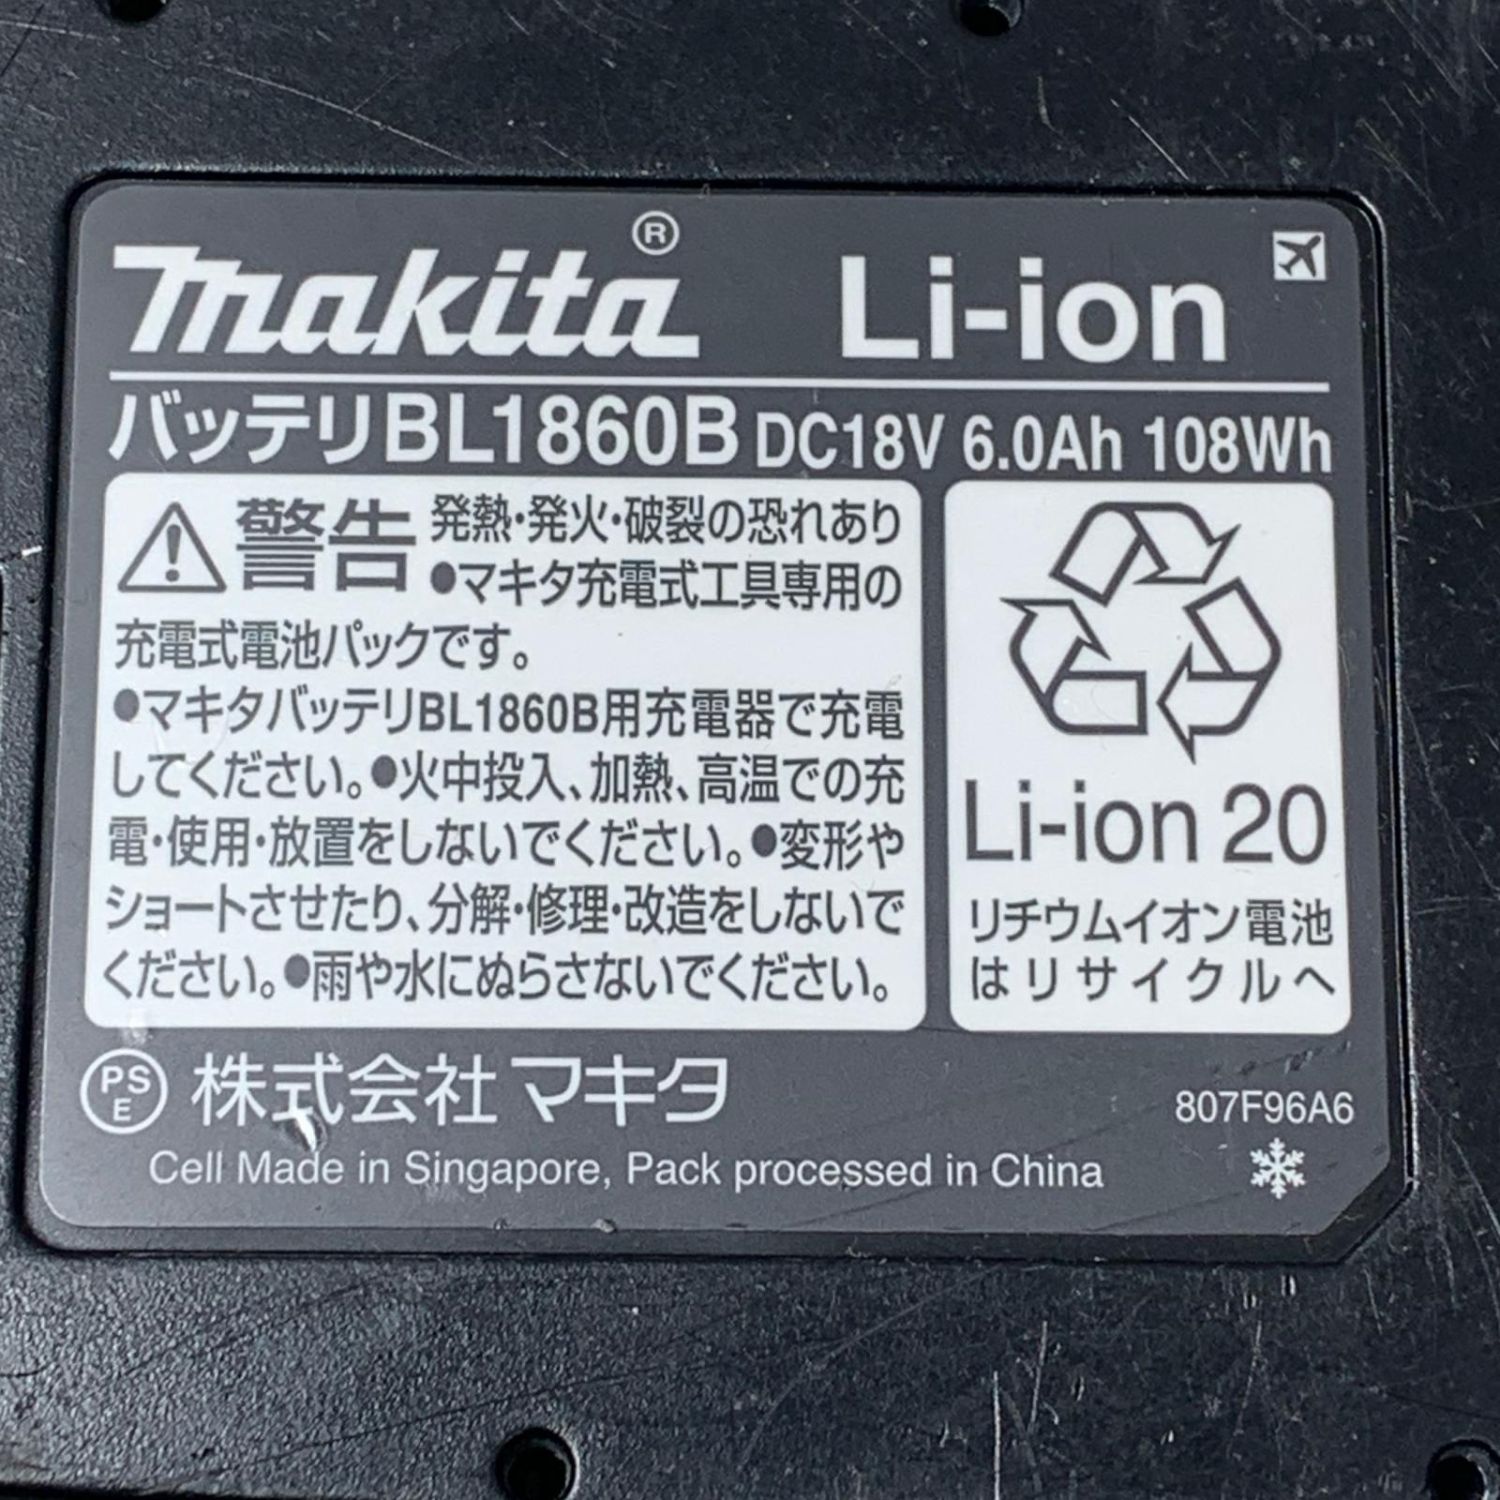 makita® Li-ion
バッテリBL1860B DC18V 6.0Ah 108Wh
警告 発熱・発火・破裂の恐れあり
●マキタ充電式工具専用の
充電式電池パックです。
●マキタバッテリBL1860B用充電器で充電
してください。●火中投入、加熱、高温での充
電・使用・放置をしないでください。●変形や
ショートさせたり、分解・修理・改造をしないで
ください。●雨や水にぬらさないでください。
Li-ion 20
リチウムイオン電池
はリサイクルへ
PS
E
株式会社マキタ
807F96A6
Cell Made in Singapore, Pack processed in China